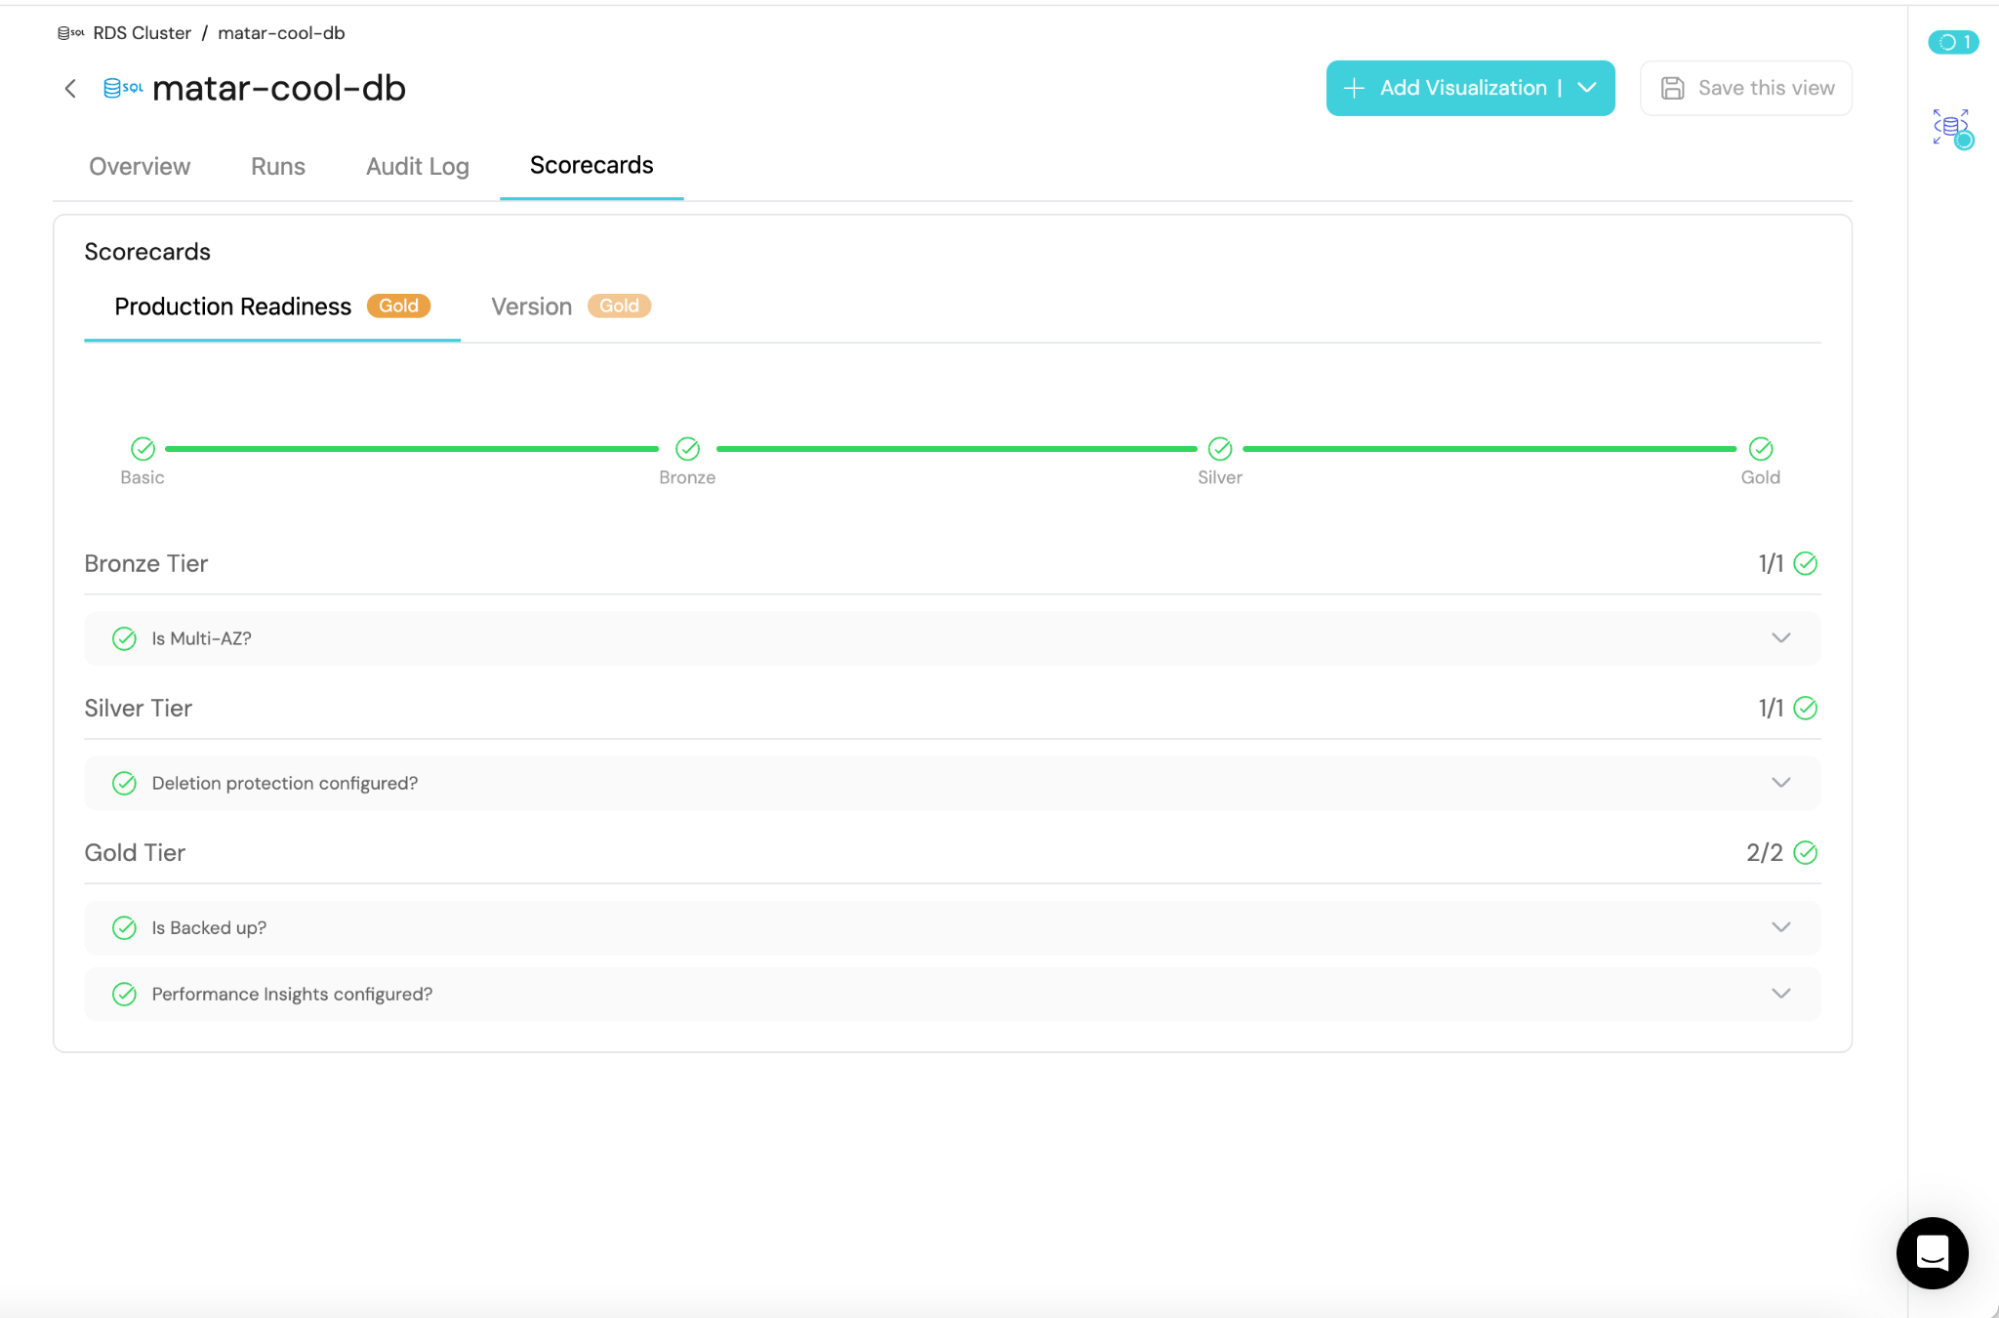 SQL RDS Cluster / matar-cool-db
1
SQL matar-cool-db
Add Visualization |
Save this view
Overview Runs Audit Log Scorecards
Scorecards
Production Readiness Gold Version Gold
Basic Bronze Silver Gold
Bronze Tier 1/1
Is Multi-AZ?
Silver Tier 1/1
Deletion protection configured?
Gold Tier 2/2
Is Backed up?
Performance Insights configured?